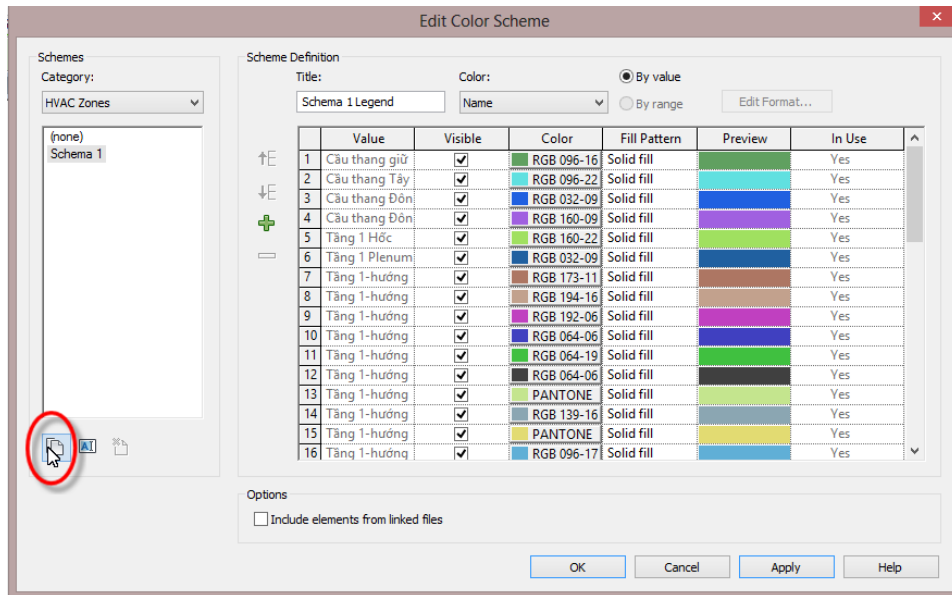 Edit Color Scheme
Schemes
Category:
HVAC Zones
(none)
Schema 1
AI
Scheme Definition
Title:
Color:
By value
Schema 1 Legend
Name
By range
Edit Format...
Value Visible Color Fill Pattern Preview In Use
1 Cầu thang giữ RGB 096-16 Solid fill Yes
2 Cầu thang Tây RGB 096-22 Solid fill Yes
3 Cầu thang Đôn RGB 032-09 Solid fill Yes
4 Cầu thang Đôn RGB 160-09 Solid fill Yes
5 Tầng 1 Hốc RGB 160-22 Solid fill Yes
6 Tầng 1 Plenum RGB 032-09 Solid fill Yes
7 Tầng 1-hướng RGB 173-11 Solid fill Yes
8 Tầng 1-hướng RGB 194-16 Solid fill Yes
9 Tầng 1-hướng RGB 192-06 Solid fill Yes
10 Tầng 1-hướng RGB 064-06 Solid fill Yes
11 Tầng 1-hướng RGB 064-19 Solid fill Yes
12 Tầng 1-hướng RGB 064-06 Solid fill Yes
13 Tầng 1-hướng PANTONE Solid fill Yes
14 Tầng 1-hướng RGB 139-16 Solid fill Yes
15 Tầng 1-hướng PANTONE Solid fill Yes
16 Tầng 1-hướng RGB 096-17 Solid fill Yes
Options
Include elements from linked files
OK Cancel Apply Help